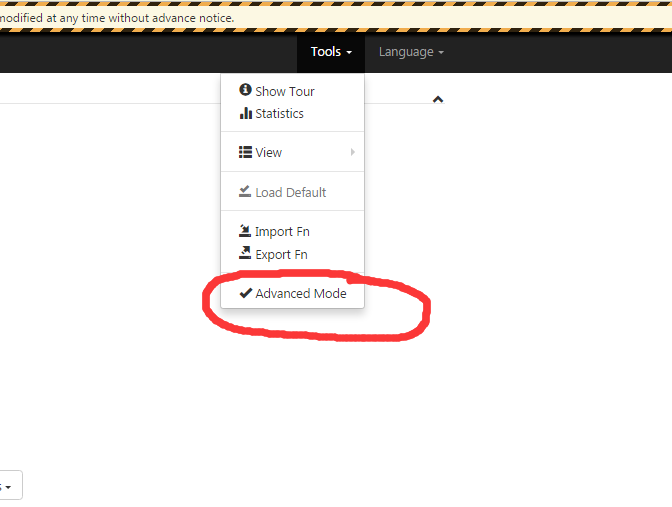 modified at any time without advance notice.
Tools
Language
Show Tour
Statistics
View
Load Default
Import Fn
Export Fn
Advanced Mode